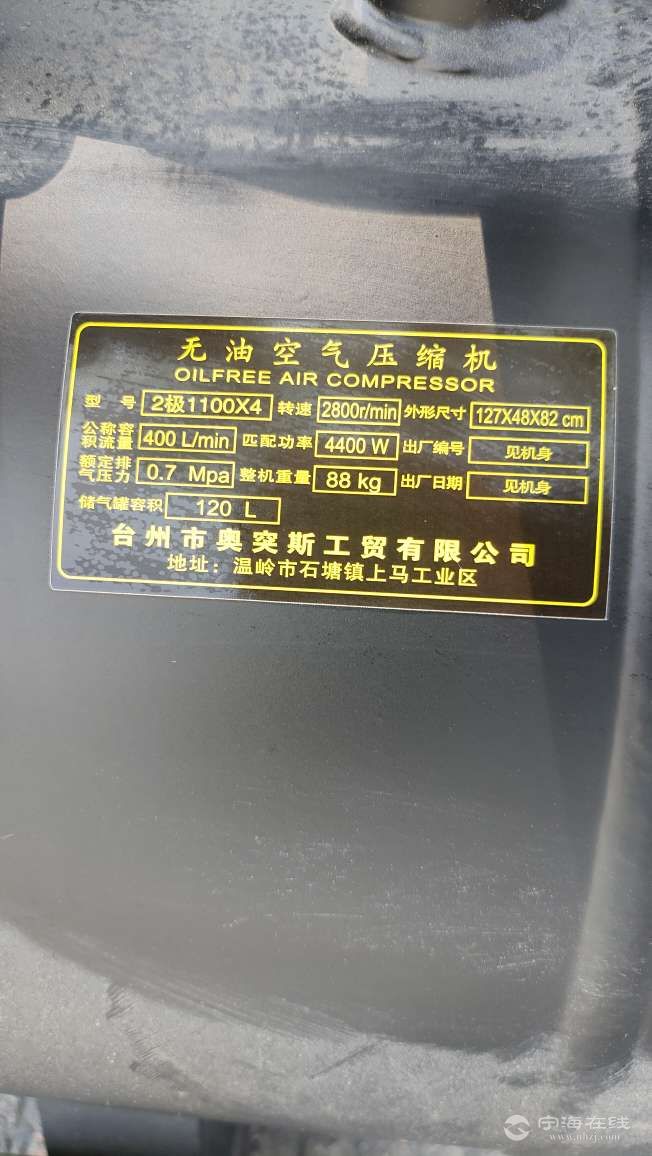 无油空气压缩机
OILFREE AIR COMPRESSOR
型号 2极1100X4 转速 2800r/min 外形尺寸 127X48X82 cm
公称容积流量 400 L/min 匹配功率 4400 W 出厂编号 见机身
额定排气压力 0.7 Mpa 整机重量 88 kg 出厂日期 见机身
储气罐容积 120 L
台州市奥突斯工贸有限公司
地址：温岭市石塘镇上马工业区
宁海在线
www.nhzj.com